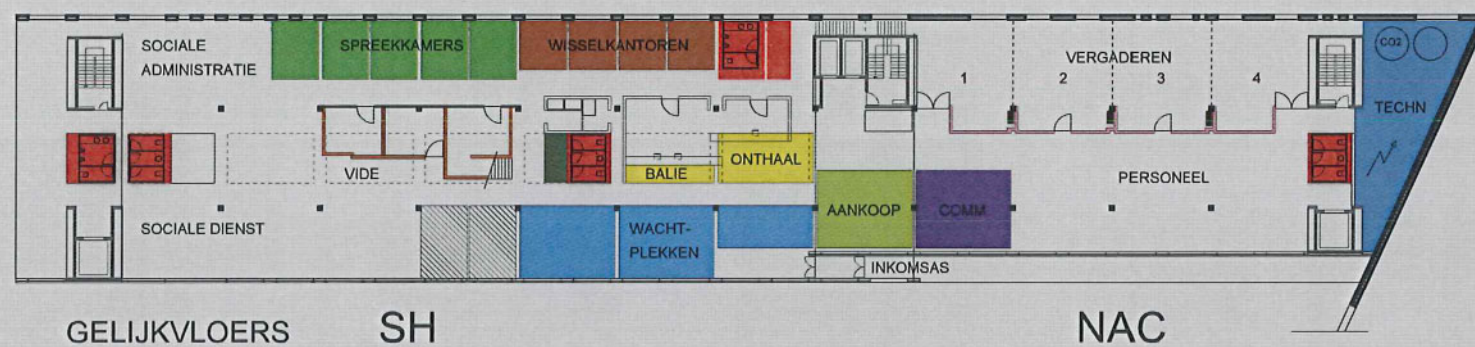 SOCIALE
ADMINISTRATIE
SPREEKKAMERS
WISSELKANTOREN
VERGADEREN
1
2
3
4
CO2
TECHN
VIDE
BALIE
ONTHAAL
PERSONEEL
SOCIALE DIENST
WACHT-
PLEKKEN
AANKOOP
COMM
INKOMSAS
GELIJKVLOERS
SH
NAC